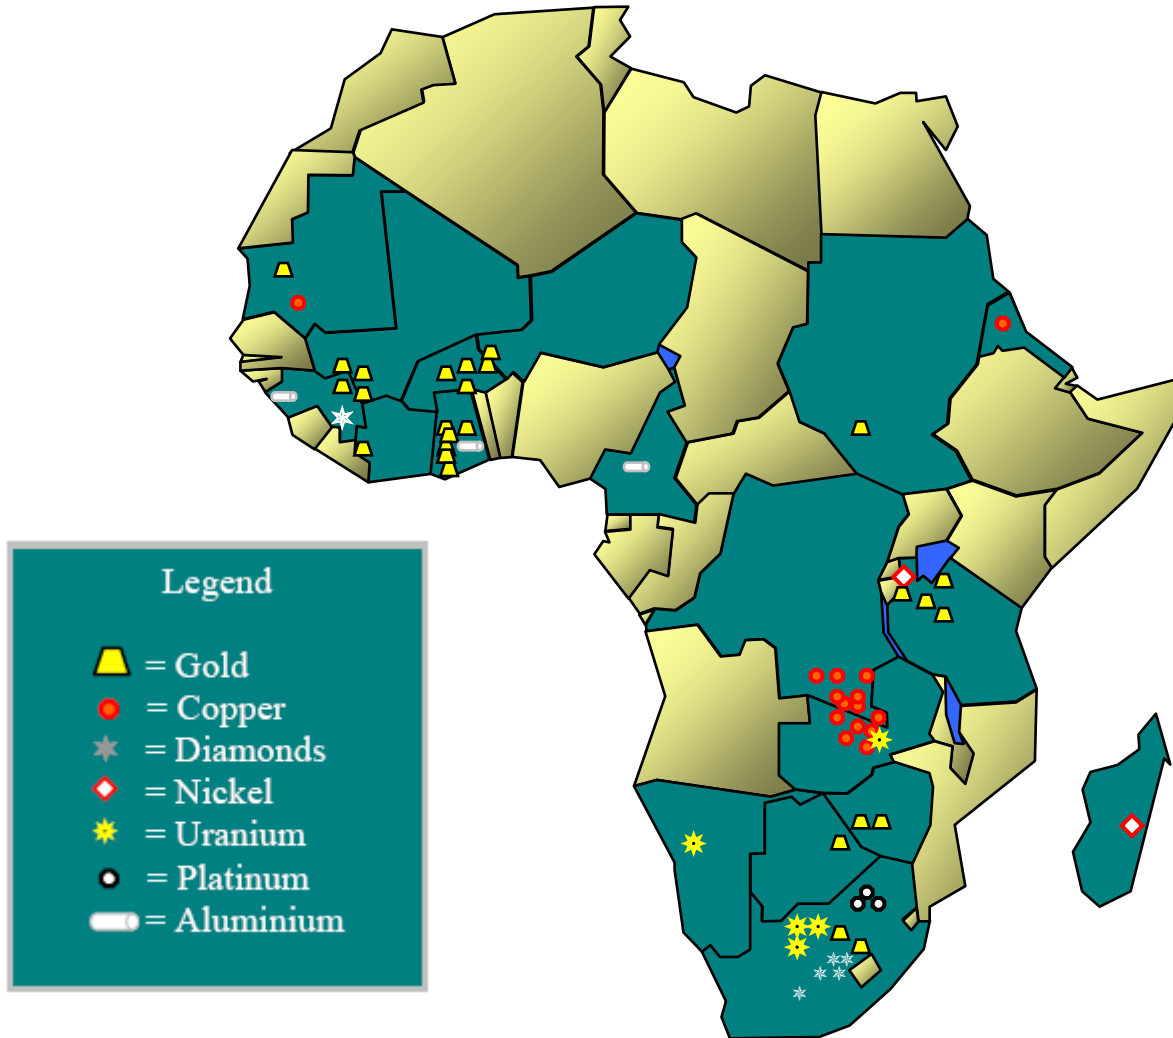 Legend
= Gold
= Copper
= Diamonds
= Nickel
= Uranium
= Platinum
= Aluminium